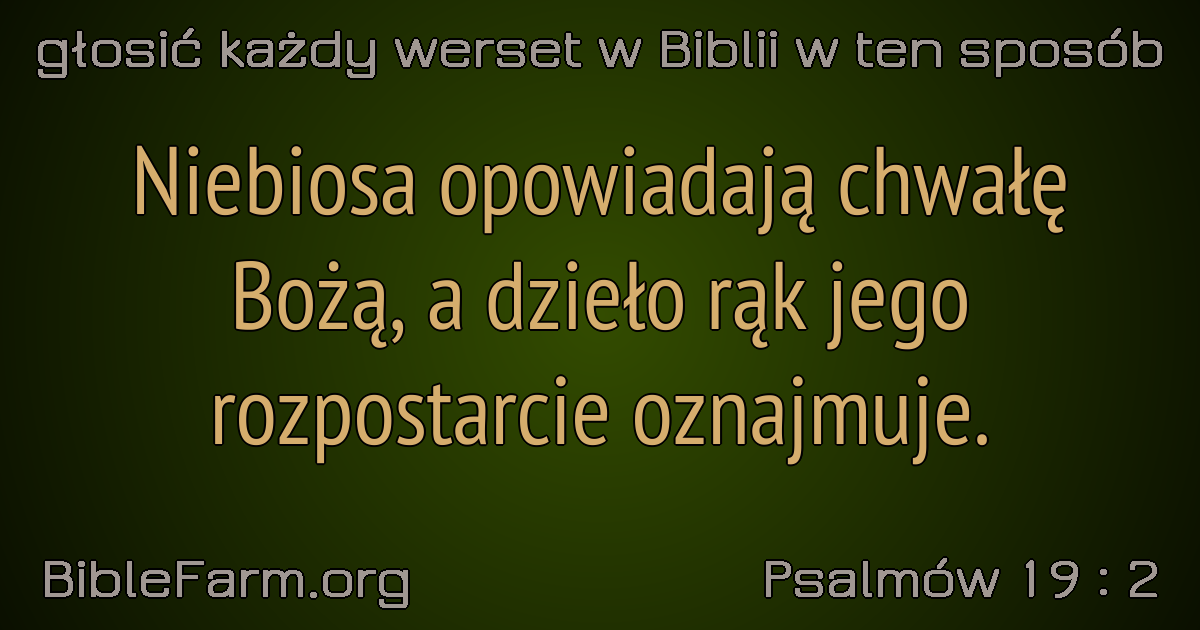 głosić każdy werset w Biblii w ten sposób
Niebiosa opowiadają chwałę
Bożą, a dzieło rąk jego
rozpostarcie oznajmuje.
BibleFarm.org
Psalmów 19 : 2